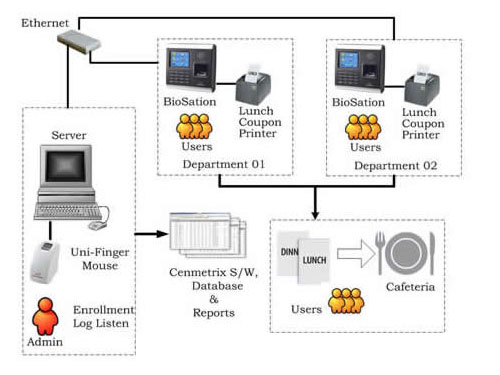 Ethernet
BioSation
Lunch
Coupon
Printer
Users
Department 01
BioSation
Lunch
Coupon
Printer
Users
Department 02
Server
Uni-Finger
Mouse
Enrollment
Log Listen
Admin
Cenmetrix S/W,
Database
&
Reports
DINN
LUNCH
Users
Cafeteria